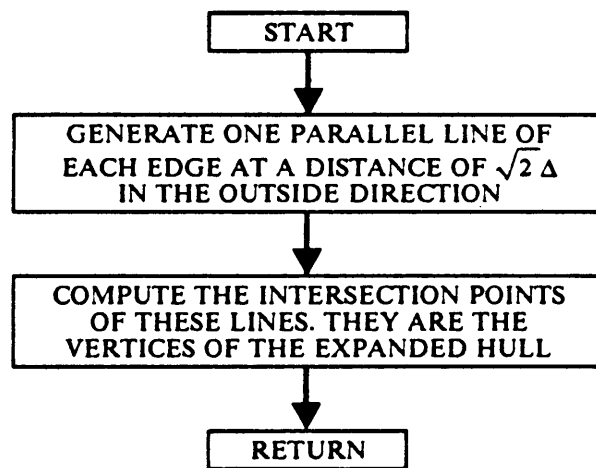 START
GENERATE ONE PARALLEL LINE OF
EACH EDGE AT A DISTANCE OF √2 Δ
IN THE OUTSIDE DIRECTION
COMPUTE THE INTERSECTION POINTS
OF THESE LINES. THEY ARE THE
VERTICES OF THE EXPANDED HULL
RETURN